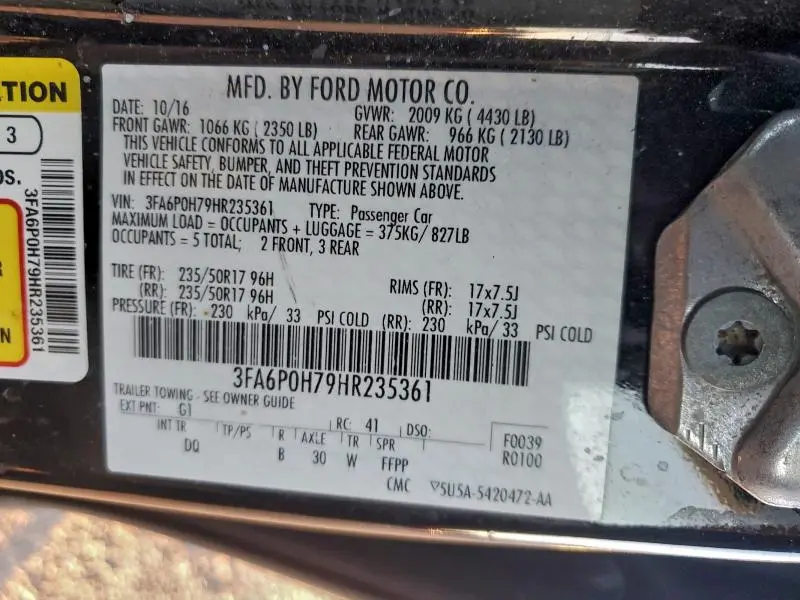 MFD. BY FORD MOTOR CO.
DATE: 10/16 GVWR: 2009 KG (4430 LB)
FRONT GAWR: 1066 KG (2350 LB) REAR GAWR: 966 KG (2130 LB)
THIS VEHICLE CONFORMS TO ALL APPLICABLE FEDERAL MOTOR
VEHICLE SAFETY, BUMPER, AND THEFT PREVENTION STANDARDS
IN EFFECT ON THE DATE OF MANUFACTURE SHOWN ABOVE.
VIN: 3FA6P0H79HR235361 TYPE: Passenger Car
MAXIMUM LOAD = OCCUPANTS + LUGGAGE = 375KG/ 827LB
OCCUPANTS = 5 TOTAL; 2 FRONT, 3 REAR
TIRE (FR): 235/50R17 96H RIMS (FR): 17x7.5J
(RR): 235/50R17 96H (RR): 17x7.5J
PRESSURE (FR): 230 kPa/ 33 PSI COLD (RR): 230 kPa/ 33 PSI COLD
3FA6P0H79HR235361
TRAILER TOWING - SEE OWNER GUIDE
EXT PNT: G1 RC: 41 DSO:
INT TR TP/PS R AXLE TR SPR
DQ B 30 W FFPP
F0039
R0100
CMC ▽5U5A-5420472-AA
TION
3
OS.
R
N
3FA6P0H79HR235361